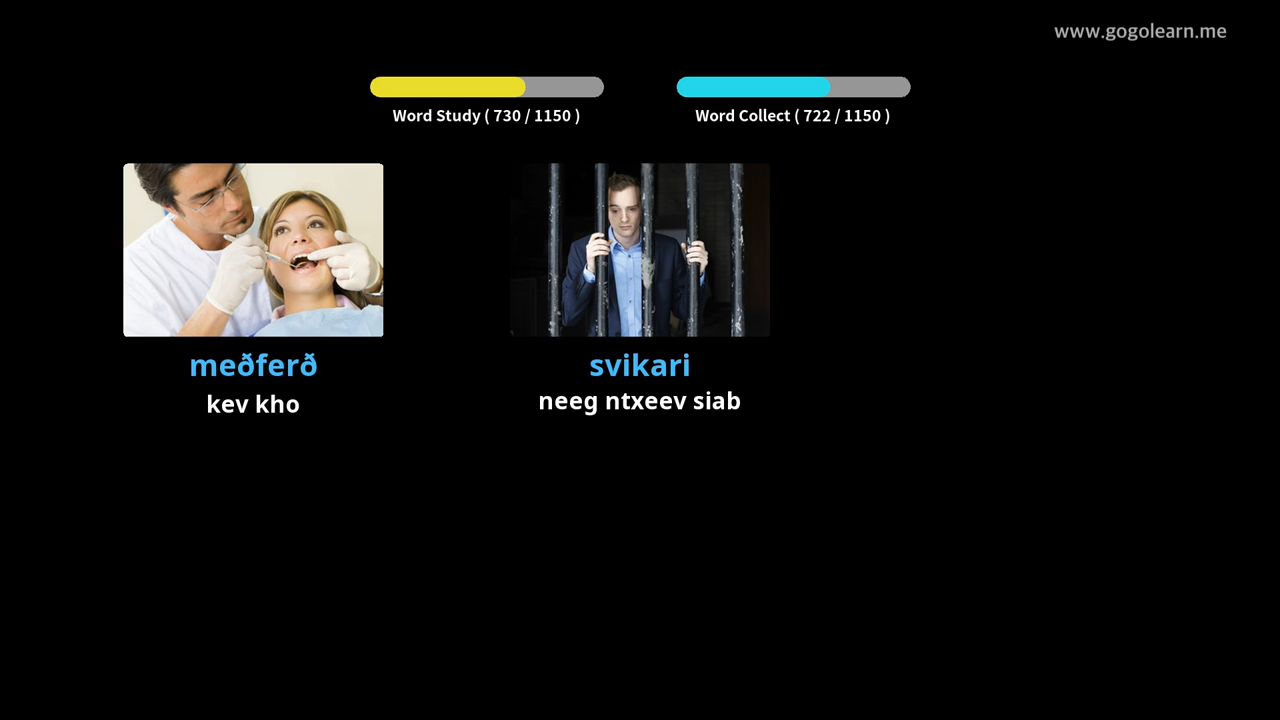 www.gogolearn.me
Word Study ( 730 / 1150 )
Word Collect ( 722 / 1150 )
meðferð
kev kho
svikari
neeg ntxeev siab